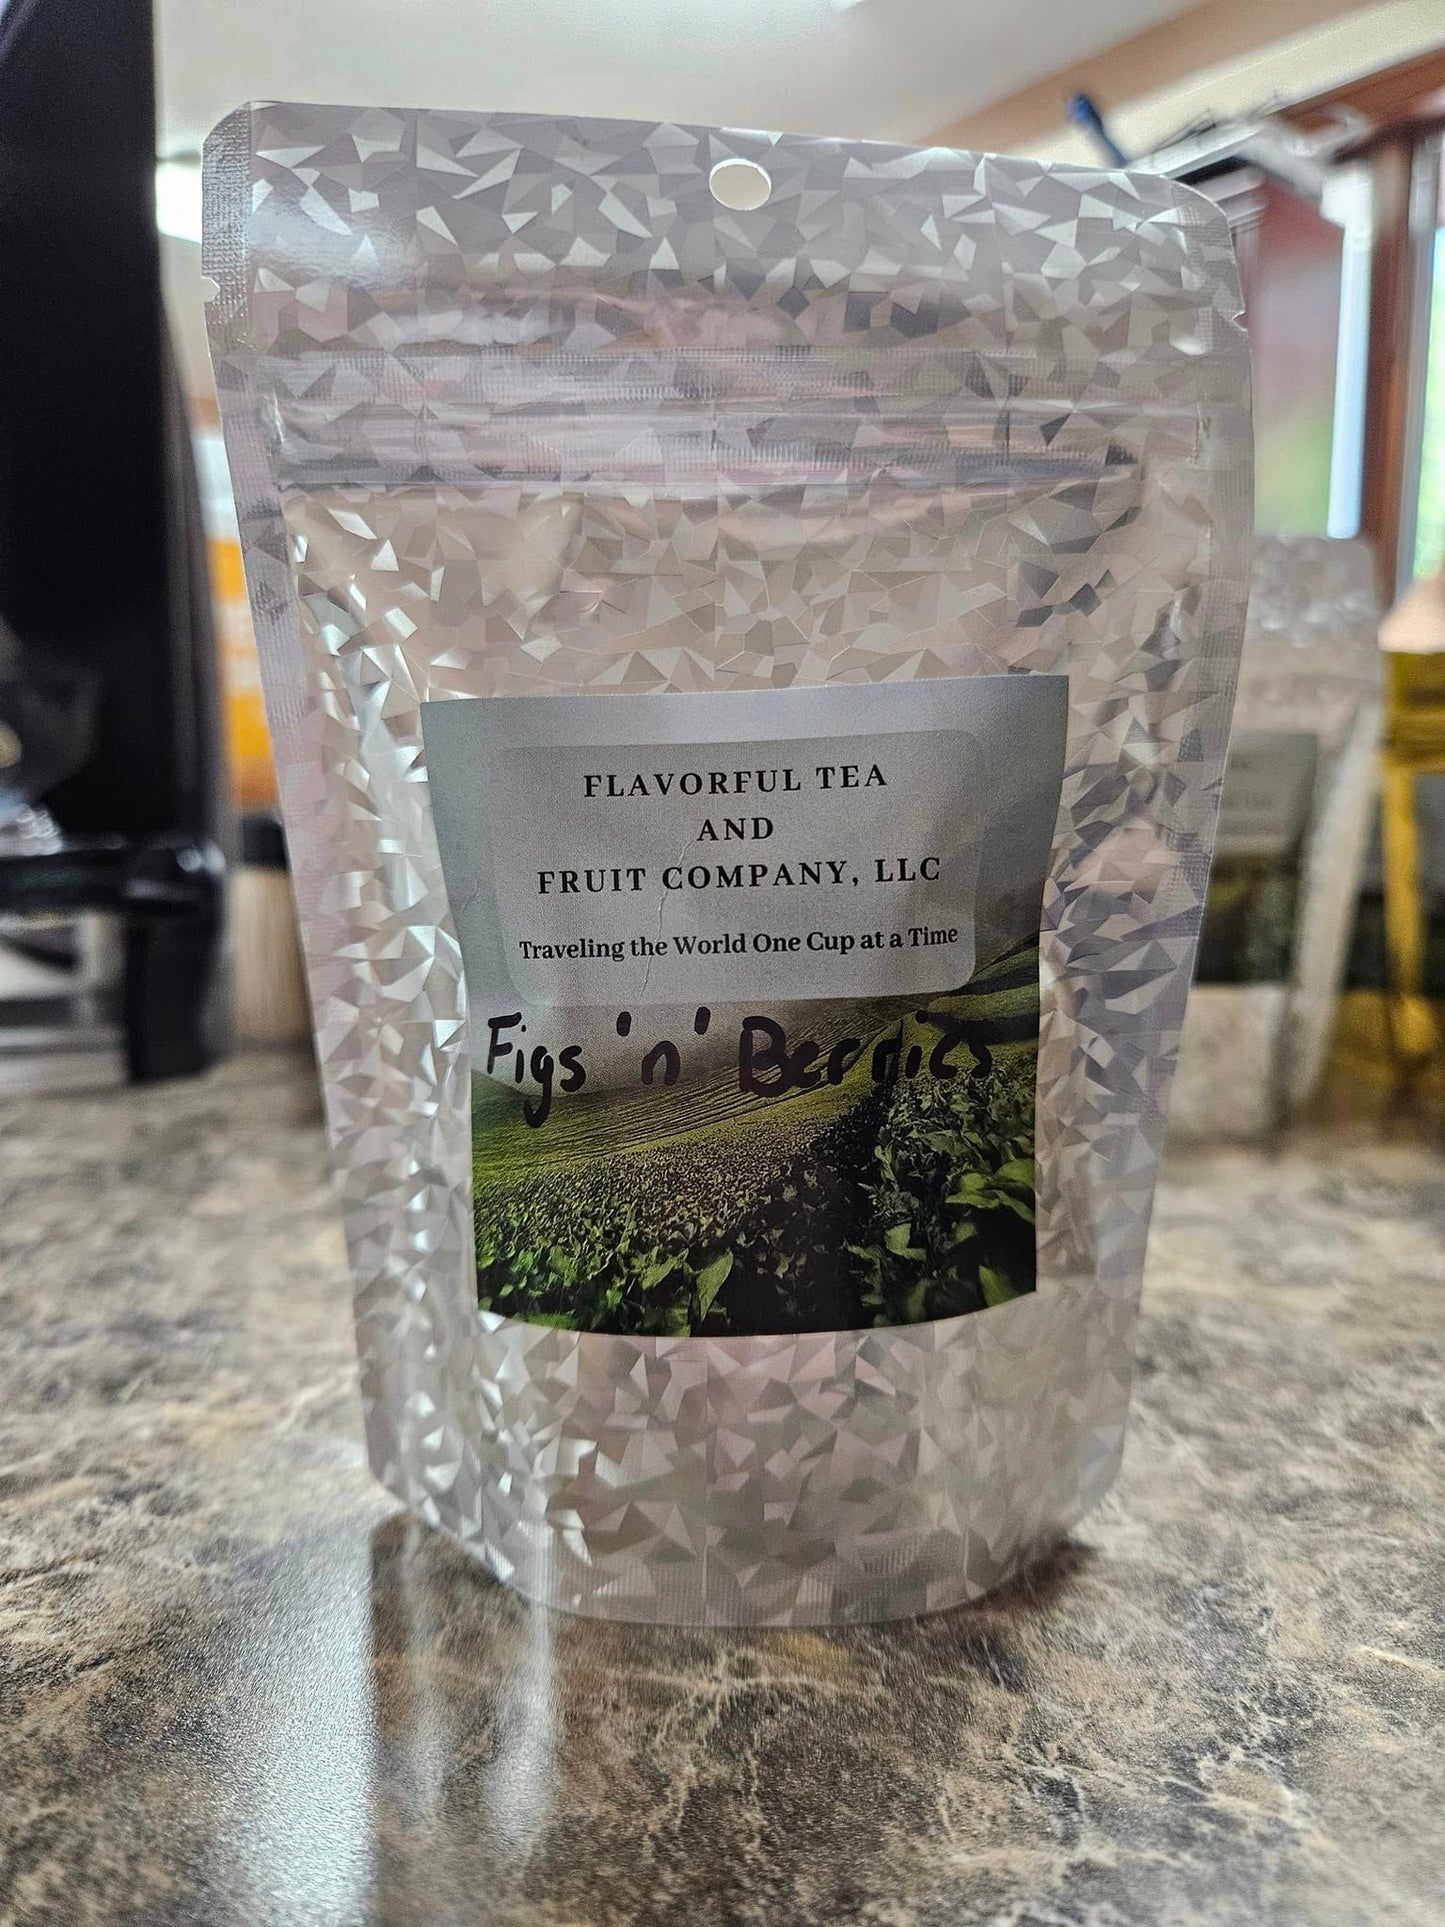 FLAVORFUL TEA
AND
FRUIT COMPANY, LLC
Traveling the World One Cup at a Time
Figs 'n' Berries